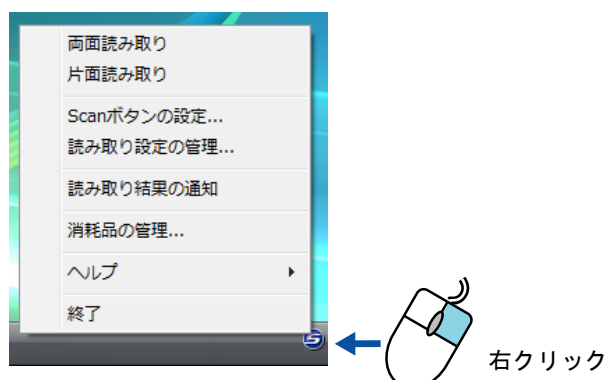 両面読み取り
片面読み取り
Scanボタンの設定...
読み取り設定の管理...
読み取り結果の通知
消耗品の管理...
ヘルプ
終了
右クリック